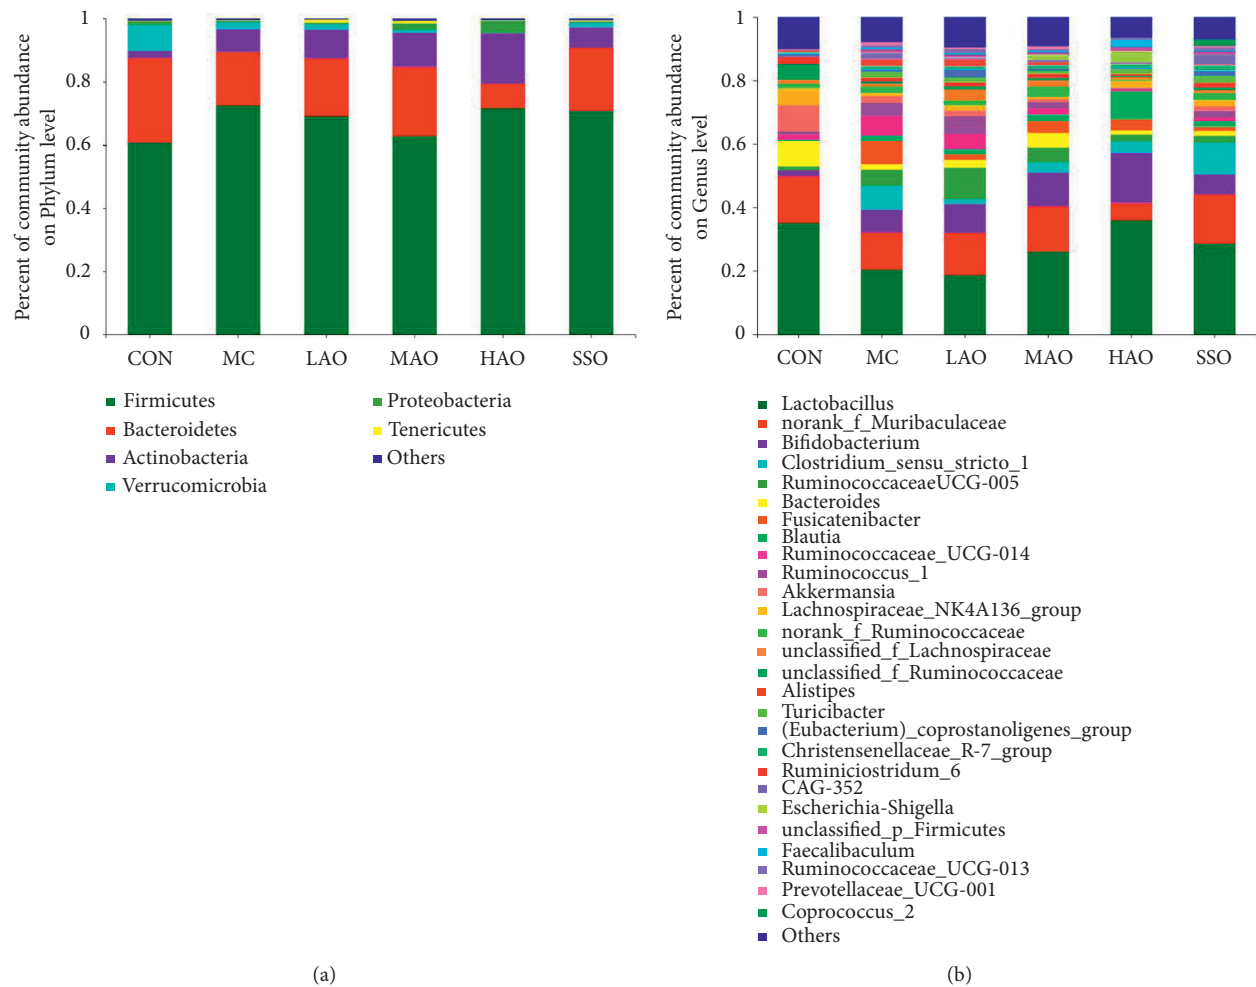 Percent of community abundance
on Phylum level
1
0.8
0.6
0.4
0.2
0
CON MC LAO MAO HAO SSO
Firmicutes
Bacteroidetes
Actinobacteria
Verrucomicrobia
Proteobacteria
Tenericutes
Others
(a)
Percent of community abundance
on Genus level
1
0.8
0.6
0.4
0.2
0
CON MC LAO MAO HAO SSO
Lactobacillus
norank_f_Muribaculaceae
Bifidobacterium
Clostridium_sensu_stricto_1
RuminococcaceaeUCG-005
Bacteroides
Fusicatenibacter
Blautia
Ruminococcaceae_UCG-014
Ruminococcus_1
Akkermansia
Lachnospiraceae_NK4A136_group
norank_f_Ruminococcaceae
unclassified_f_Lachnospiraceae
unclassified_f_Ruminococcaceae
Alistipes
Turicibacter
(Eubacterium)_coprostanoligenes_group
Christensenellaceae_R-7_group
Ruminiciostridum_6
CAG-352
Escherichia-Shigella
unclassified_p_Firmicutes
Faecalibaculum
Ruminococcaceae_UCG-013
Prevotellaceae_UCG-001
Coprococcus_2
Others
(b)